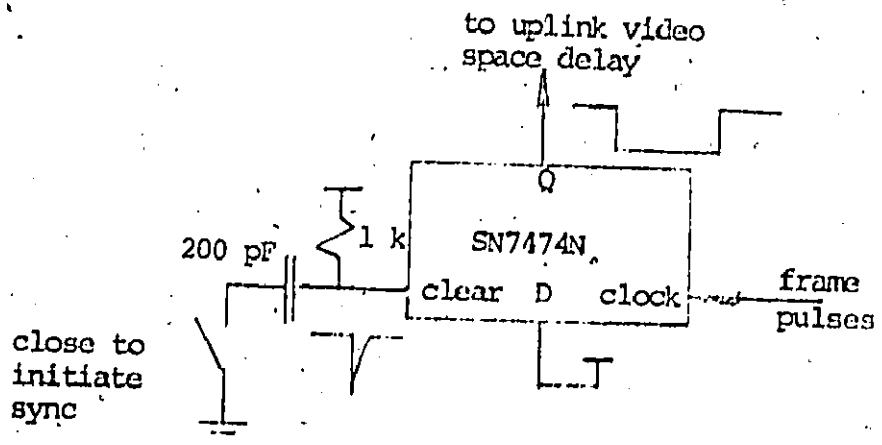 to uplink video
space delay
Q
200 pF
1 k
SN7474N
clear D clock
frame
pulses
close to
initiate
sync